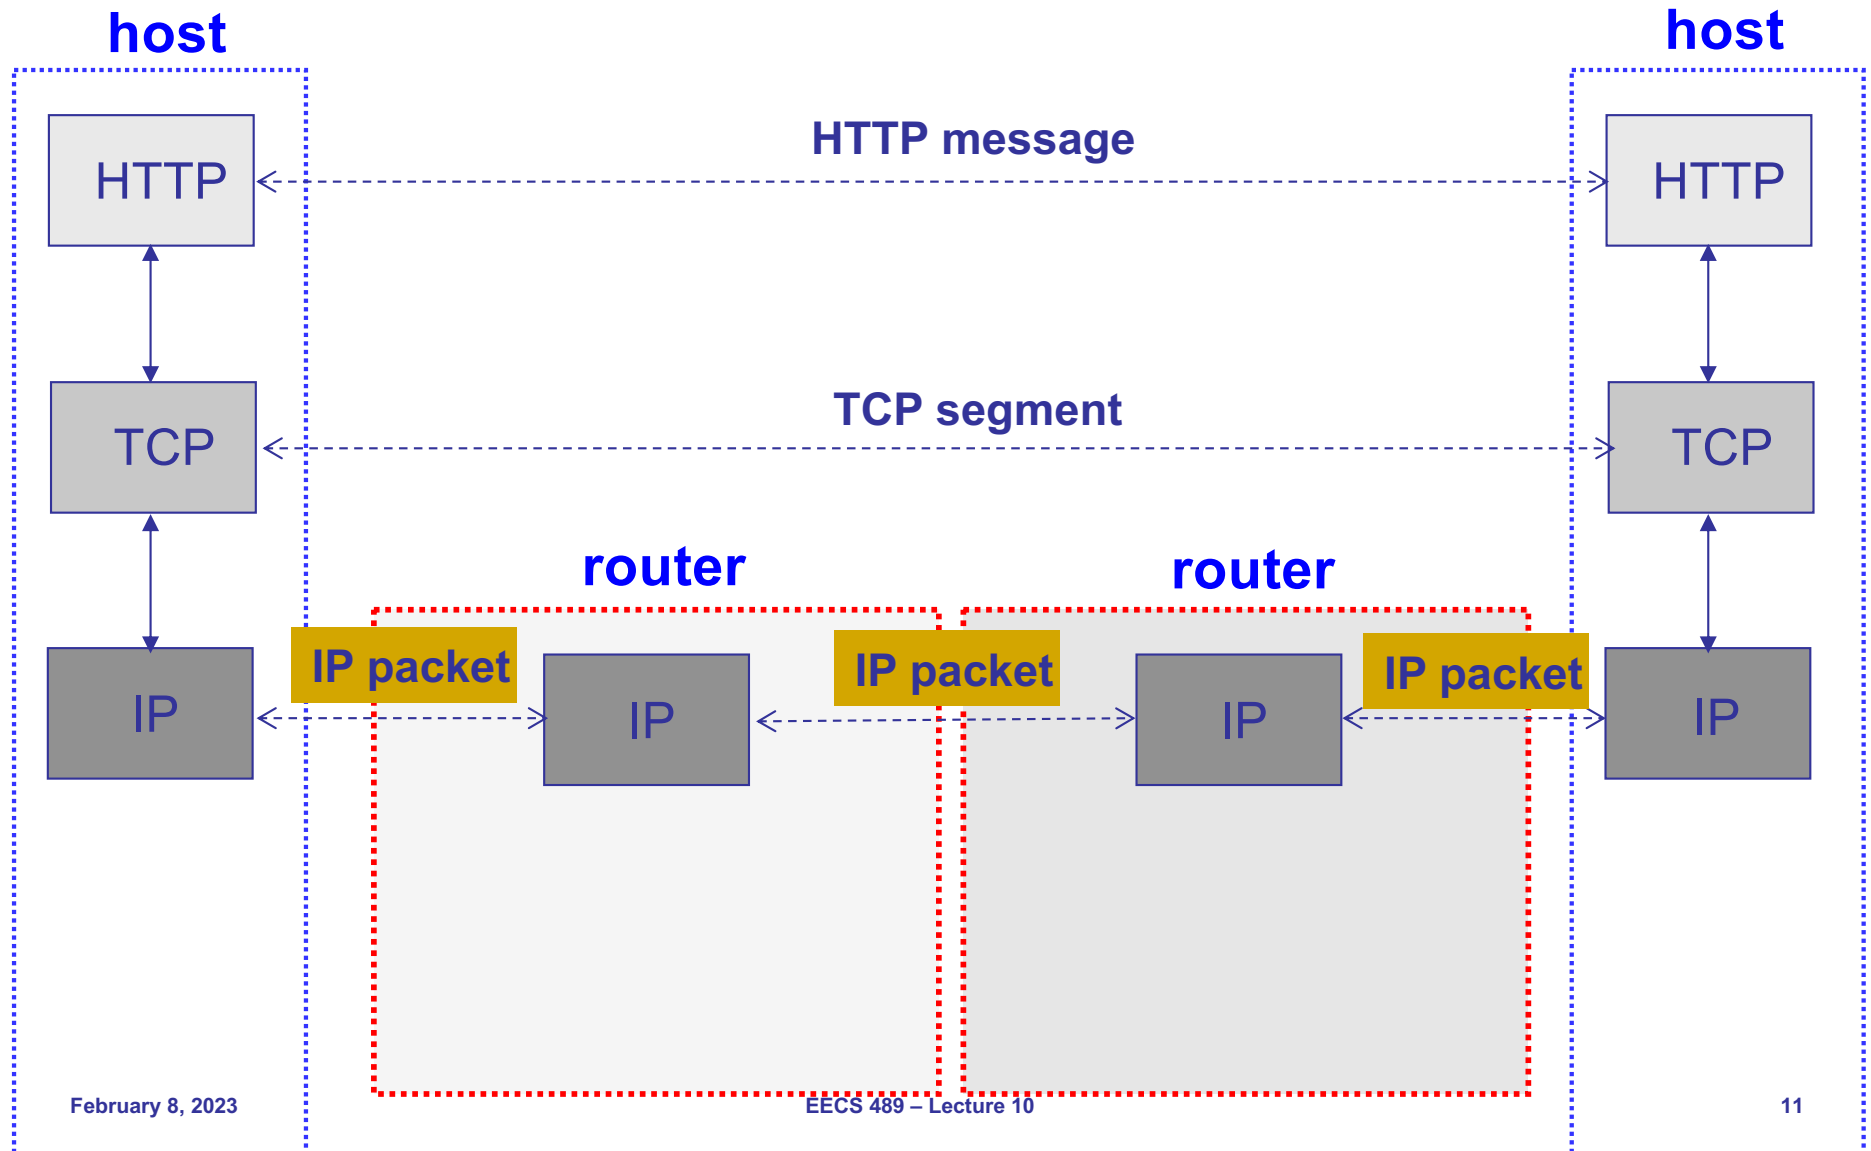 host
host
HTTP message
HTTP
HTTP
TCP segment
TCP
TCP
router
router
IP packet
IP packet
IP packet
IP
IP
IP
IP
February 8, 2023
EECS 489 – Lecture 10
11